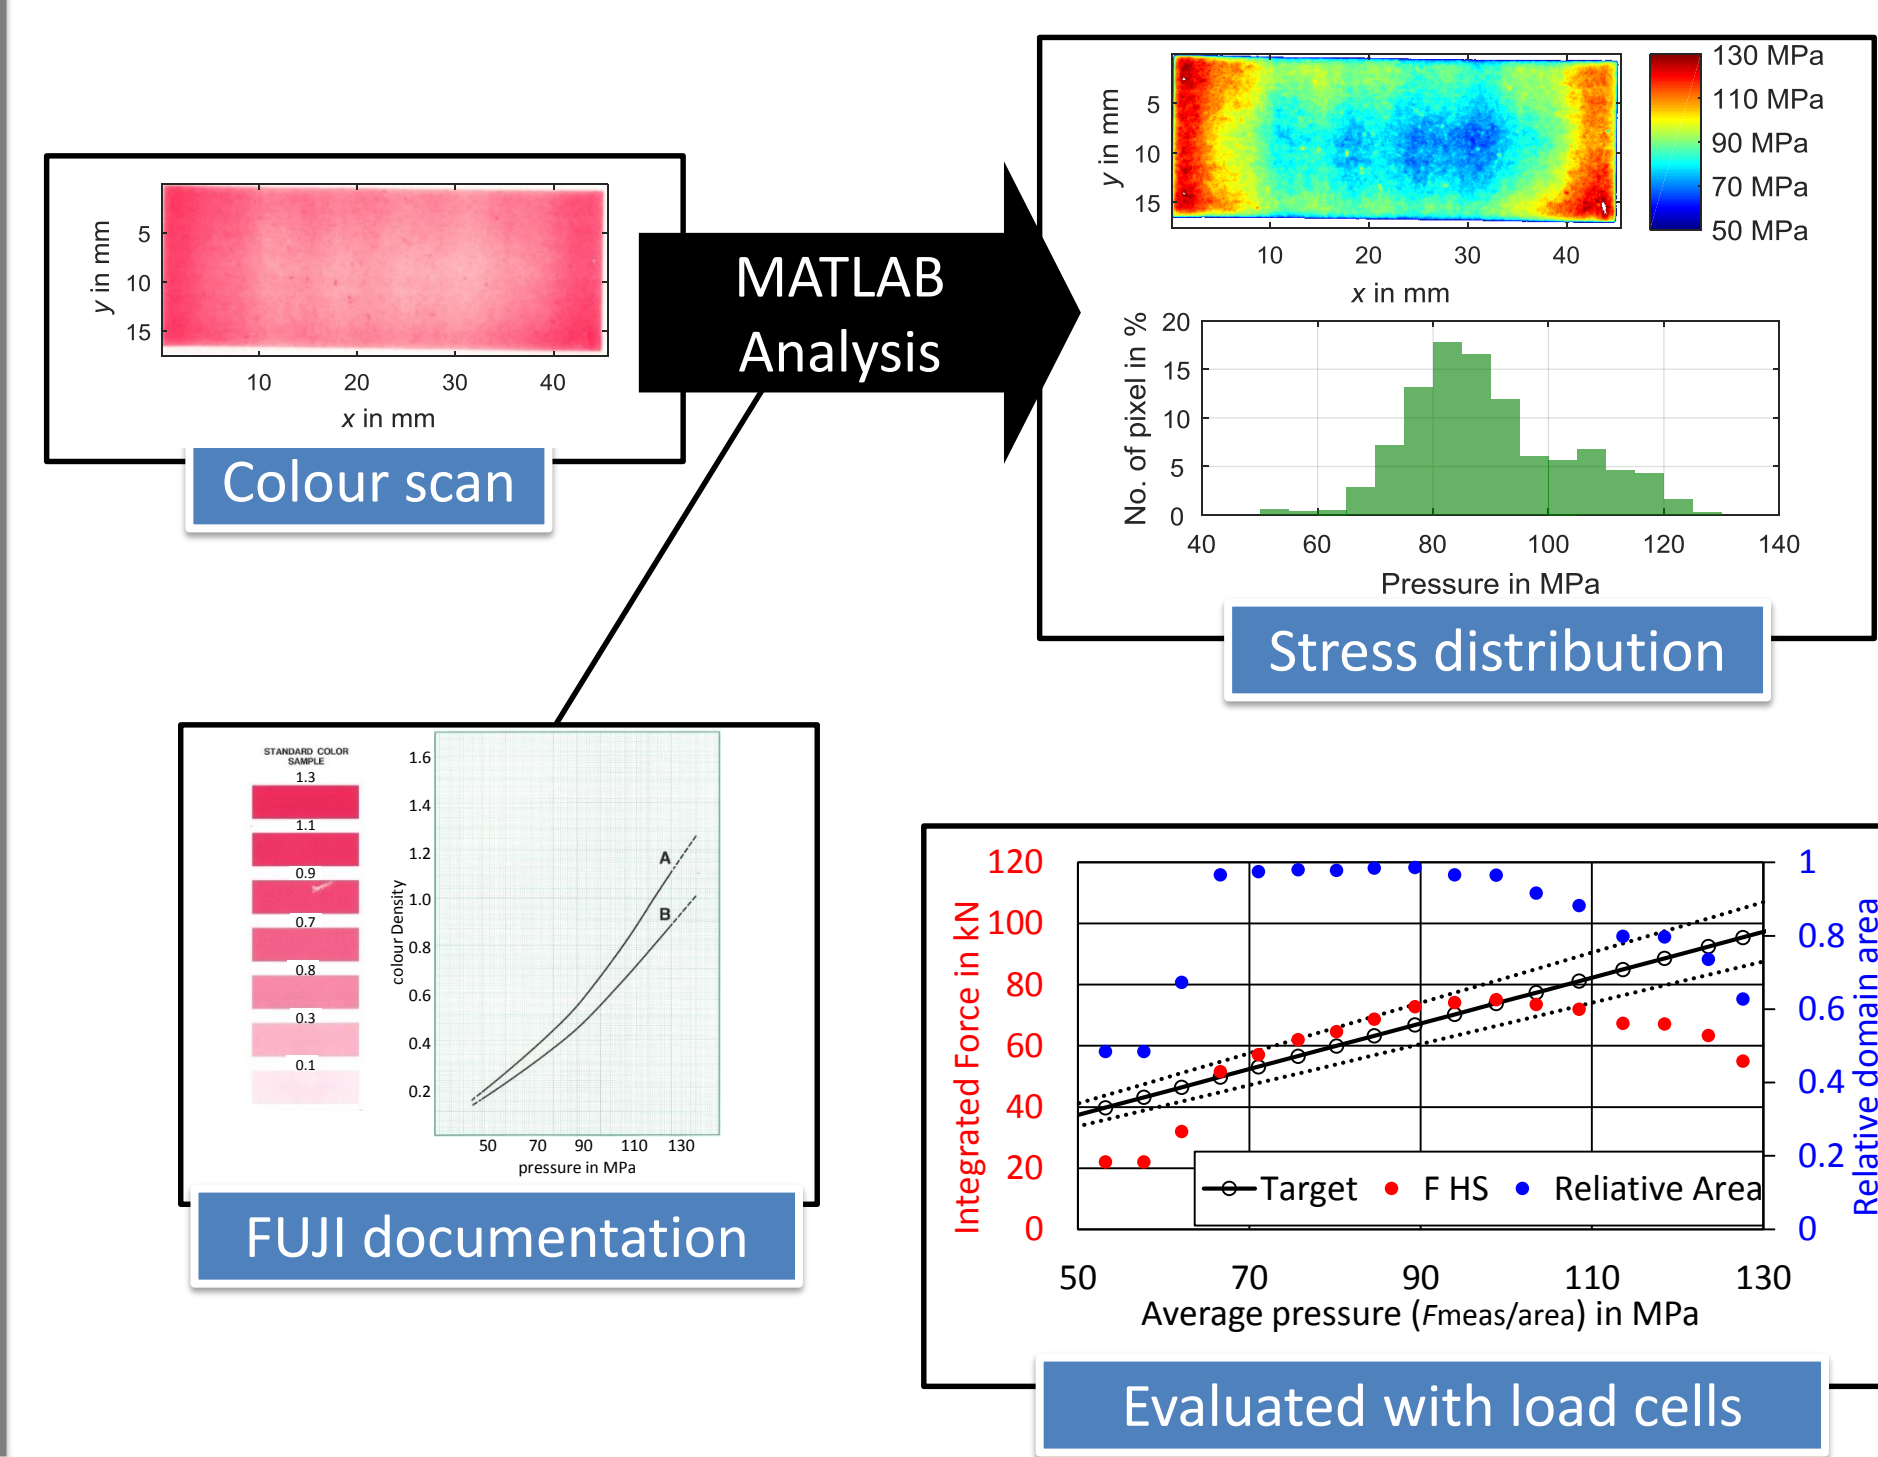 5
10
15
y in mm
10 20 30 40
x in mm
Colour scan
MATLAB
Analysis
5
10
15
y in mm
10 20 30 40
x in mm
130 MPa
110 MPa
90 MPa
70 MPa
50 MPa
20
15
10
5
0
No. of pixel in %
40 60 80 100 120 140
Pressure in MPa
Stress distribution
STANDARD COLOR
SAMPLE
1.3
1.1
0.9
0.7
0.8
0.3
0.1
1.6
1.4
1.2
1.0
0.8
0.6
0.4
0.2
colour Density
A
B
50 70 90 110 130
pressure in MPa
FUJI documentation
120
100
80
60
40
20
0
Integrated Force in kN
1
0.8
0.6
0.4
0.2
0
Relative domain area
Target F HS Reliative Area
50 70 90 110 130
Average pressure (Fmeas/area) in MPa
Evaluated with load cells